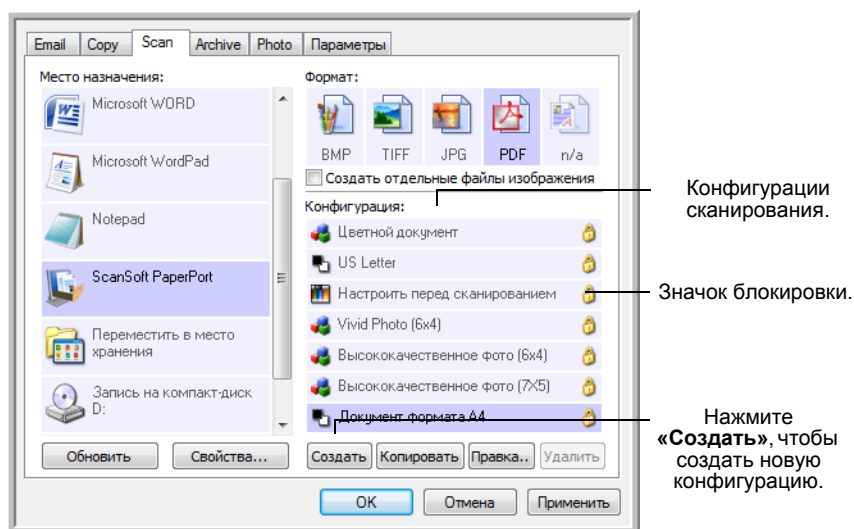 Email Copy Scan Archive Photo Параметры
Место назначения:
Microsoft WORD
Microsoft WordPad
Notepad
ScanSoft PaperPort
Переместить в место
хранения
Запись на компакт-диск
D:
Обновить Свойства...
Формат:
BMP TIFF JPG PDF n/a
Создать отдельные файлы изображения
Конфигурация:
Цветной документ
US Letter
Настроить перед сканированием
Vivid Photo (6x4)
Высококачественное фото (6x4)
Высококачественное фото (7X5)
Документ формата A4
Создать Копировать Правка.. Удалить
OK Отмена Применить
Конфигурации
сканирования.
Значок блокировки.
Нажмите
«Создать», чтобы
создать новую
конфигурацию.